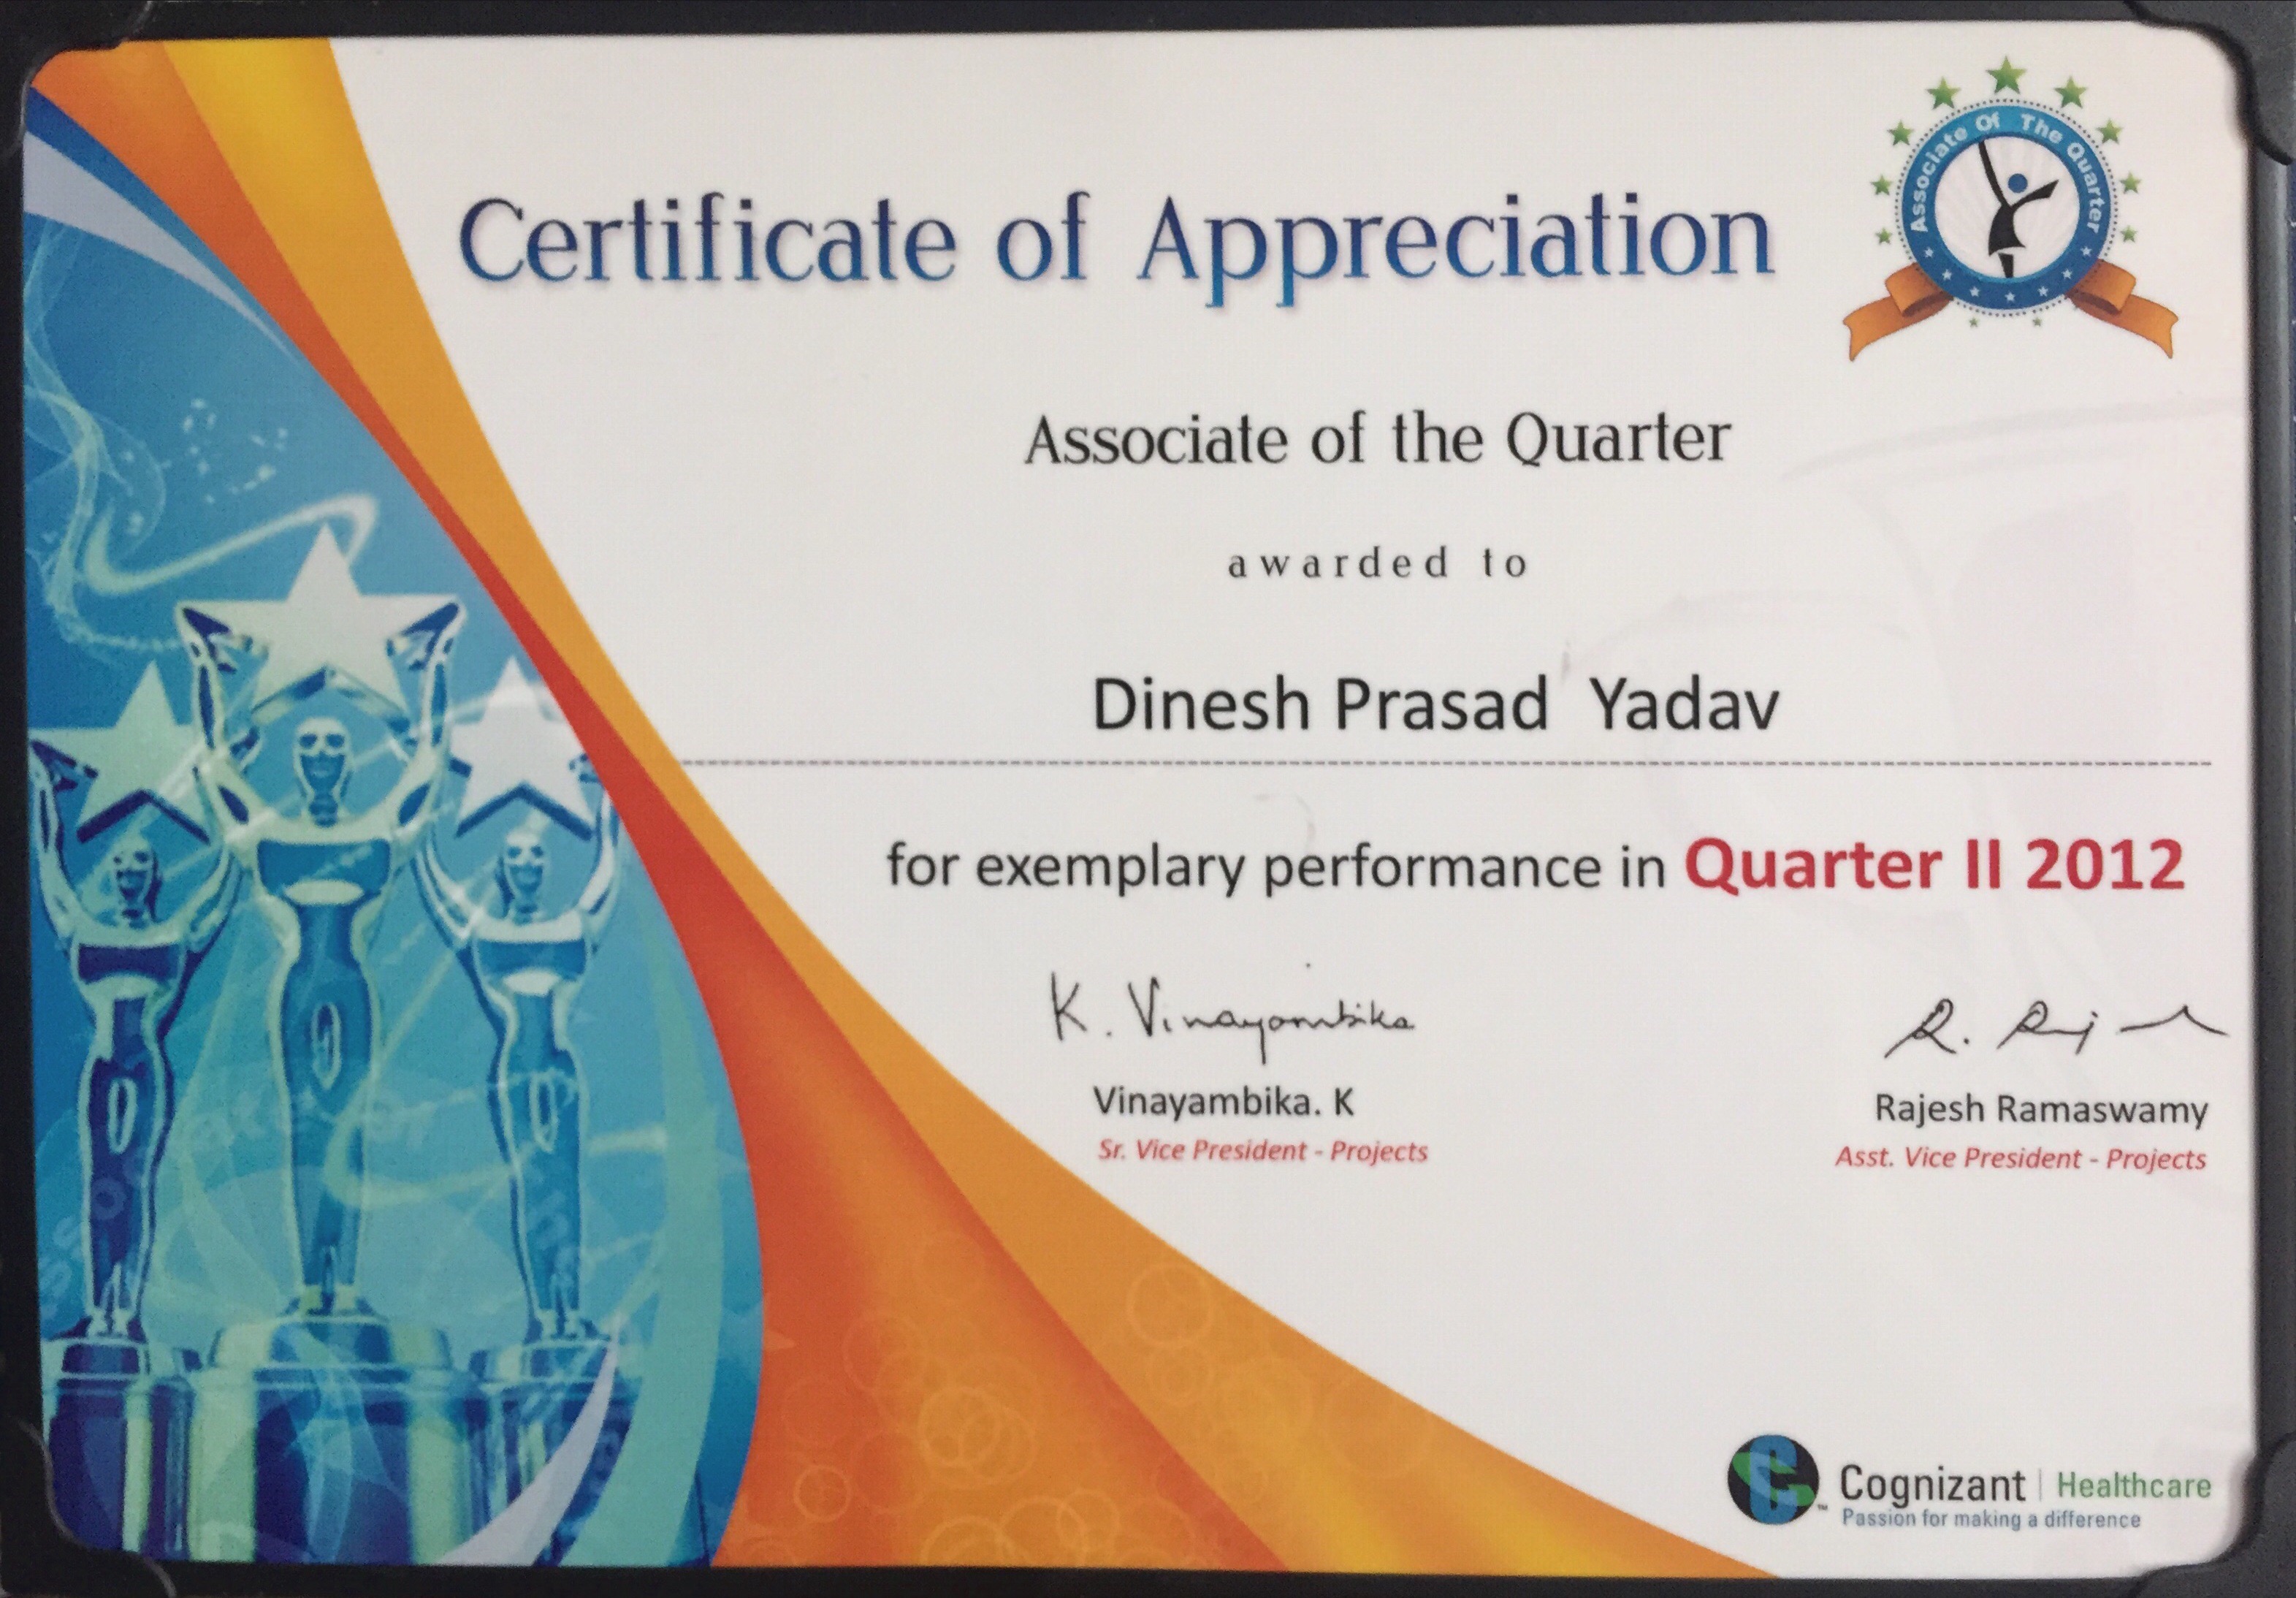 Certificate of Appreciation
Associate Of The Quarter
Associate of the Quarter
awarded to
Dinesh Prasad Yadav
for exemplary performance in Quarter II 2012
K. Vinayambika
R. Raj
Vinayambika. K
Rajesh Ramaswamy
Sr. Vice President - Projects
Asst. Vice President - Projects
Cognizant | Healthcare
Passion for making a difference